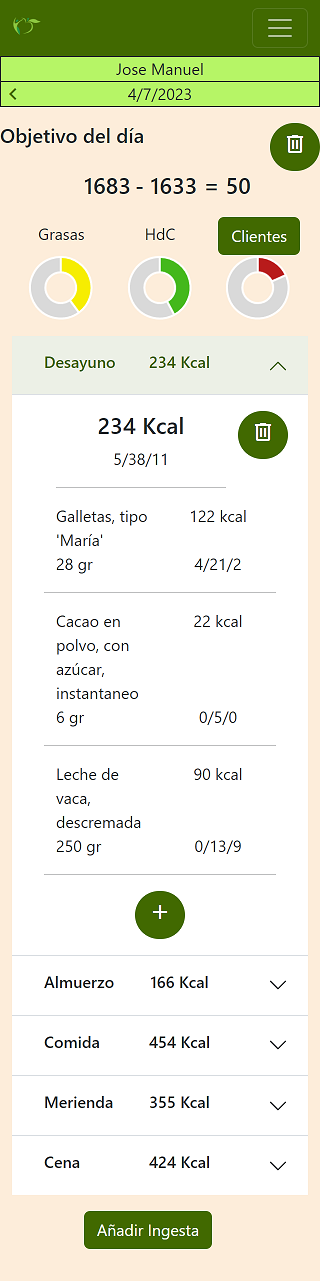 Jose Manuel
4/7/2023
Objetivo del día
1683 - 1633 = 50
Grasas
HdC
Clientes
Desayuno 234 Kcal
234 Kcal
5/38/11
Galletas, tipo 122 kcal
'María'
28 gr 4/21/2
Cacao en 22 kcal
polvo, con
azúcar,
instantaneo
6 gr 0/5/0
Leche de 90 kcal
vaca,
descremada
250 gr 0/13/9
Almuerzo 166 Kcal
Comida 454 Kcal
Merienda 355 Kcal
Cena 424 Kcal
Añadir Ingesta